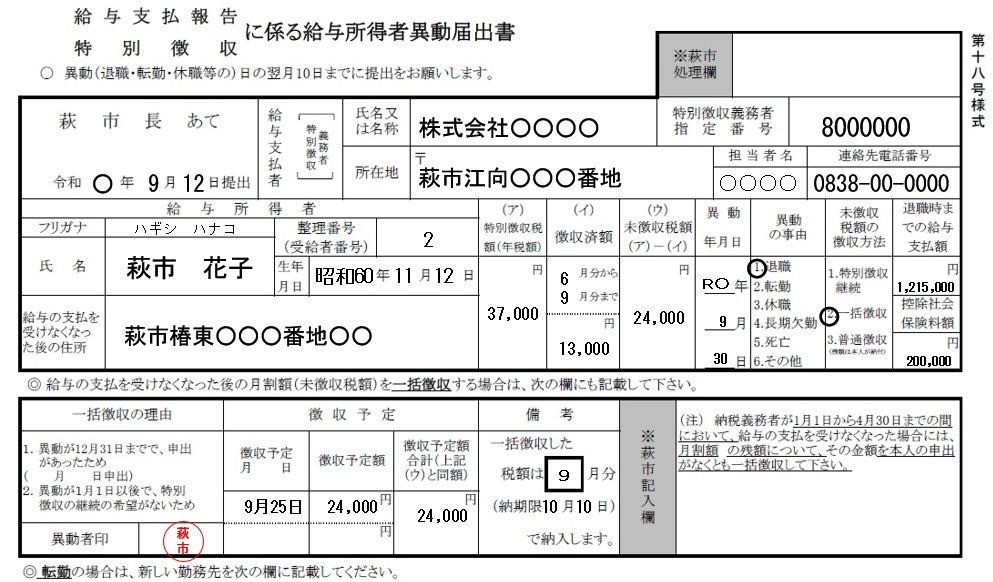 給与支払報告
特別徴収
に係る給与所得者異動届出書
○ 異動(退職・転勤・休職等の)日の翌月10日までに提出をお願いします。
※萩市
処理欄
第十八号様式
萩市長 あて
令和 〇 年 9 月 12 日提出
給与支払者
特別徴収
義務者
氏名又
は名称
株式会社〇〇〇〇
特別徴収義務者
指定番号
8000000
所在地
〒
萩市江向〇〇〇番地
担当者名
〇〇〇〇
連絡先電話番号
0838-00-0000
給与所得者
フリガナ
ハギシ ハナコ
整理番号
(受給者番号)
2
氏名
萩市 花子
生年
月日
昭和60年 11 月 12 日
給与の支払を
受けなくなっ
た後の住所
萩市椿東〇〇〇番地〇〇
(ア)
特別徴収税
額(年税額)
円
37,000
(イ)
徴収済額
6 月分から
9 月分まで
円
13,000
(ウ)
未徴収税額
(ア)-(イ)
円
24,000
異動
年月日
R0 年
9 月
30 日
異動
の事由
1.退職
2.転勤
3.休職
4.長期欠勤
5.死亡
6.その他
未徴収
税額の
徴収方法
1.特別徴収
継続
2.一括徴収
3.普通徴収
(残額は本人が納付)
退職時ま
での給与
支払額
円
1,215,000
控除社会
保険料額
円
200,000
◎ 給与の支払を受けなくなった後の月割額(未徴収税額)を一括徴収する場合は、次の欄にも記載して下さい。
一括徴収の理由
1. 異動が12月31日までで、申出
があったため
( 月 日申出)
2. 異動が1月1日以後で、特別
徴収の継続の希望がないため
異動者印
萩市
徴収予定
徴収予定
月 日
徴収予定額
徴収予定額
合計(上記
(ウ)と同額)
9月25日
24,000 円
円
円
24,000
備考
一括徴収した
税額は 9 月分
(納期限10 月10 日)
で納入します。
※萩市記入欄
(注) 納税義務者が1月1日から4月30日までの間
において、給与の支払を受けなくなった場合には、
月割額 の残額について、その金額を本人の申出
がなくとも一括徴収して下さい。
◎ 転勤の場合は、新しい勤務先を次の欄に記載してください。